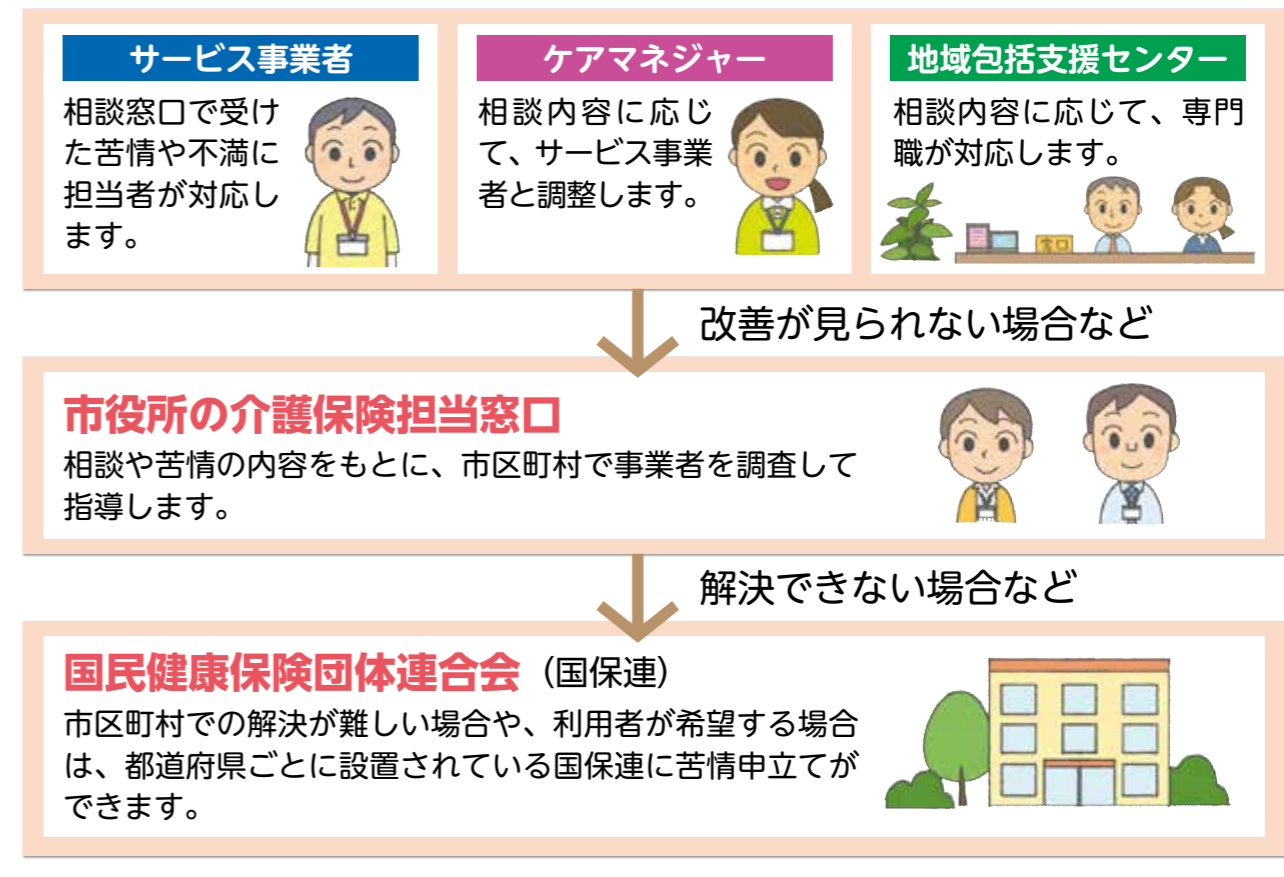 サービス事業者
相談窓口で受け
た苦情や不満に
担当者が対応し
ます。
ケアマネジャー
相談内容に応じ
て、サービス事業
者と調整します。
地域包括支援センター
相談内容に応じて、専門
職が対応します。
窓口
改善が見られない場合など
市役所の介護保険担当窓口
相談や苦情の内容をもとに、市区町村で事業者を調査して
指導します。
解決できない場合など
国民健康保険団体連合会（国保連）
市区町村での解決が難しい場合や、利用者が希望する場合
は、都道府県ごとに設置されている国保連に苦情申立てが
できます。